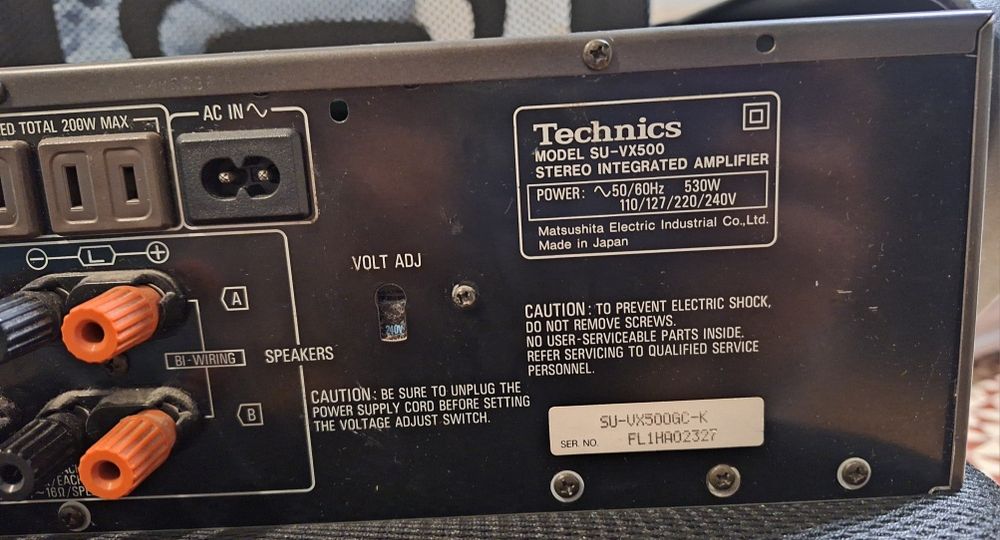 ED TOTAL 200W MAX
AC IN ∿
Technics
MODEL SU-VX500
STEREO INTEGRATED AMPLIFIER
POWER: ∿50/60Hz 530W
110/127/220/240V
Matsushita Electric Industrial Co.,Ltd.
Made in Japan
⊖ L ⊕
VOLT ADJ
240V
A
BI-WIRING SPEAKERS
B
CAUTION: TO PREVENT ELECTRIC SHOCK,
DO NOT REMOVE SCREWS.
NO USER-SERVICEABLE PARTS INSIDE.
REFER SERVICING TO QUALIFIED SERVICE
PERSONNEL.
CAUTION: BE SURE TO UNPLUG THE
POWER SUPPLY CORD BEFORE SETTING
THE VOLTAGE ADJUST SWITCH.
SU-VX500GC-K
SER. NO. FL1HA02327
/EAC
~16Ω/SPE